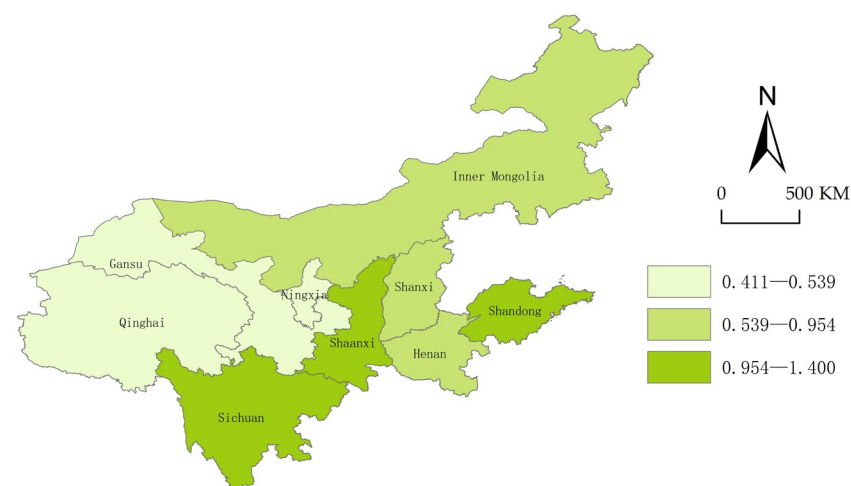 N
0 500 KM
Inner Mongolia
Gansu
Ningxia
Shanxi
Qinghai
Shandong
Shaanxi
Henan
Sichuan
0.411—0.539
0.539—0.954
0.954—1.400